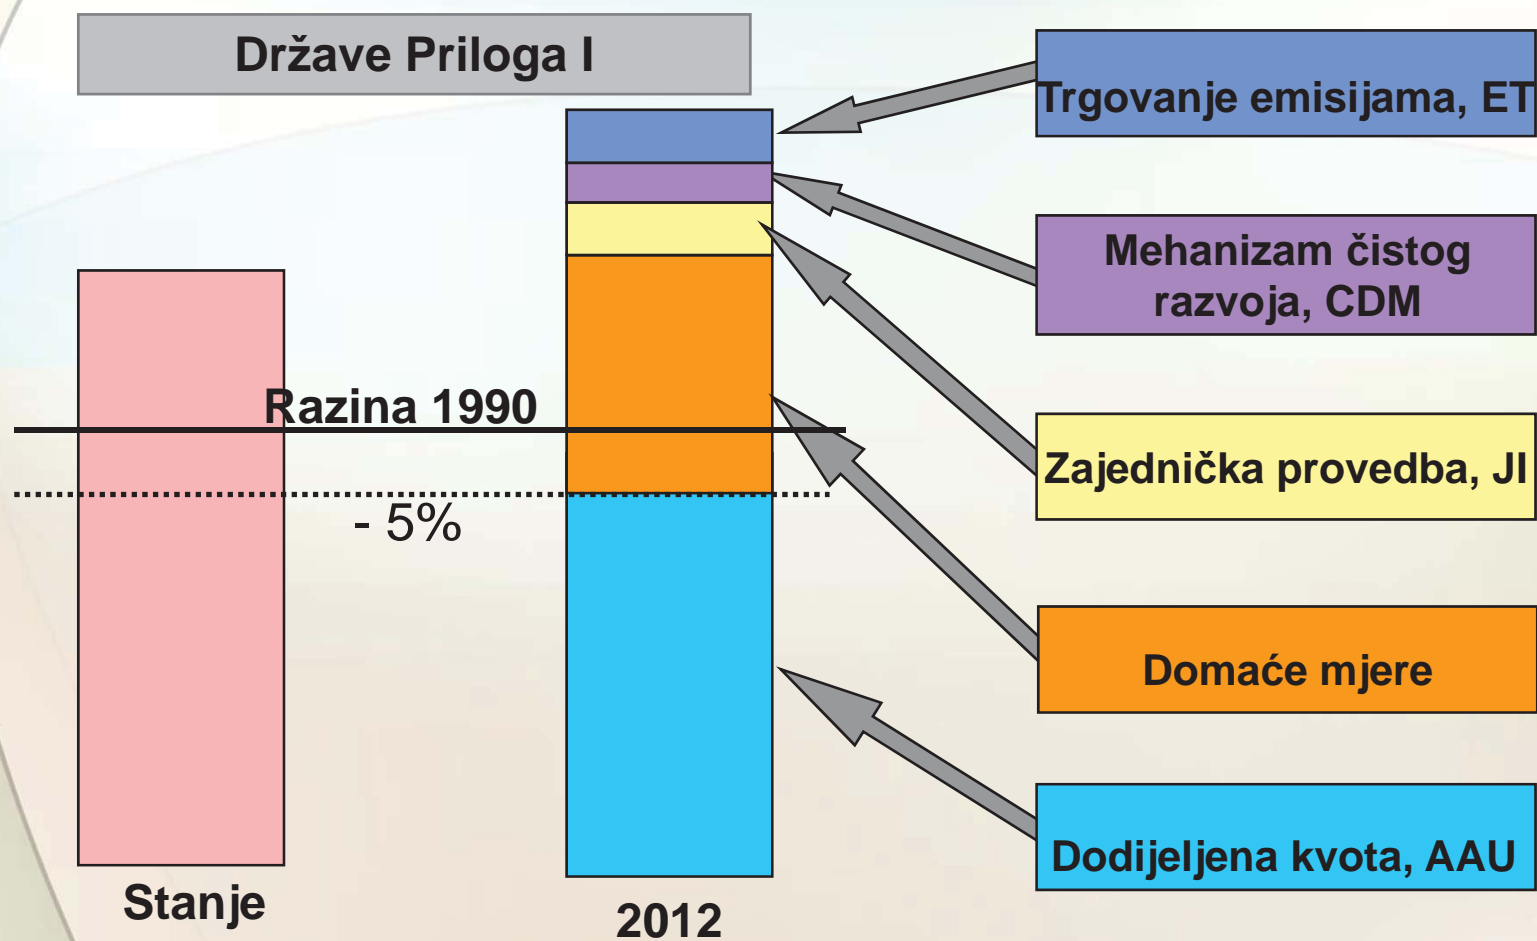 Države Priloga I
Trgovanje emisijama, ET
Mehanizam čistog
razvoja, CDM
Razina 1990
Zajednička provedba, JI
- 5%
Domaće mjere
Dodijeljena kvota, AAU
Stanje
2012